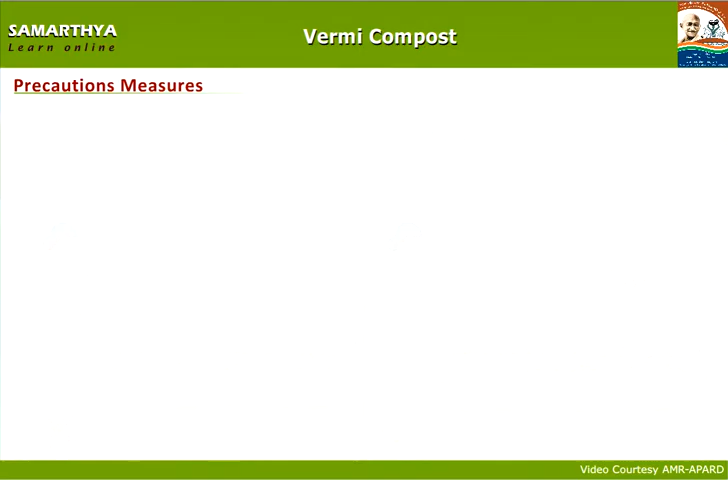 SAMARTHYA
Learn online
Vermi Compost
Precautions Measures
Video Courtesy AMR-APARD